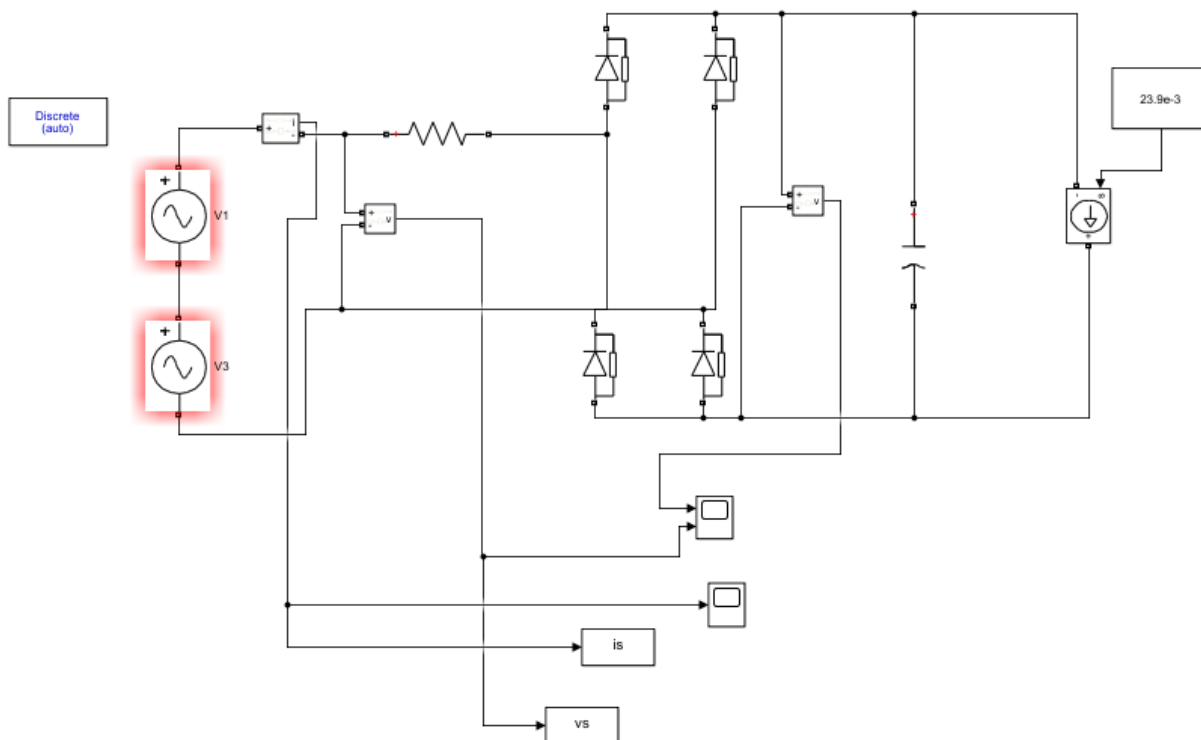 Discrete
(auto)
23.9e-3
i
+
-
+
V1
+
-
v
+
-
v
-
s
+
+
V3
is
vs